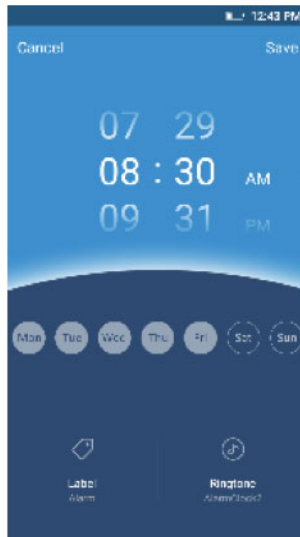 12:43 PM
Cancel Save
07 29
08 : 30 AM
09 31 PM
Mon Tue Wed Thu Fri Sat Sun
Label Ringtone
Alarm AlarmClock2